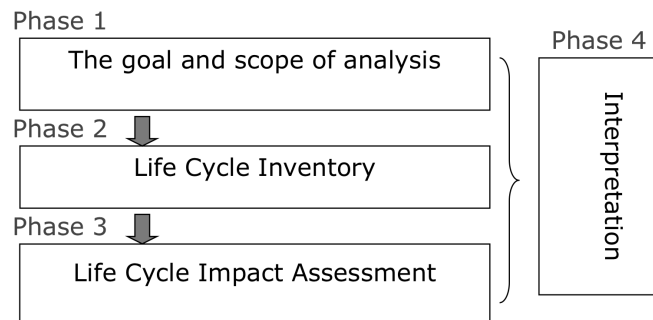 Phase 1
The goal and scope of analysis
Phase 2
Life Cycle Inventory
Phase 3
Life Cycle Impact Assessment
Phase 4
Interpretation